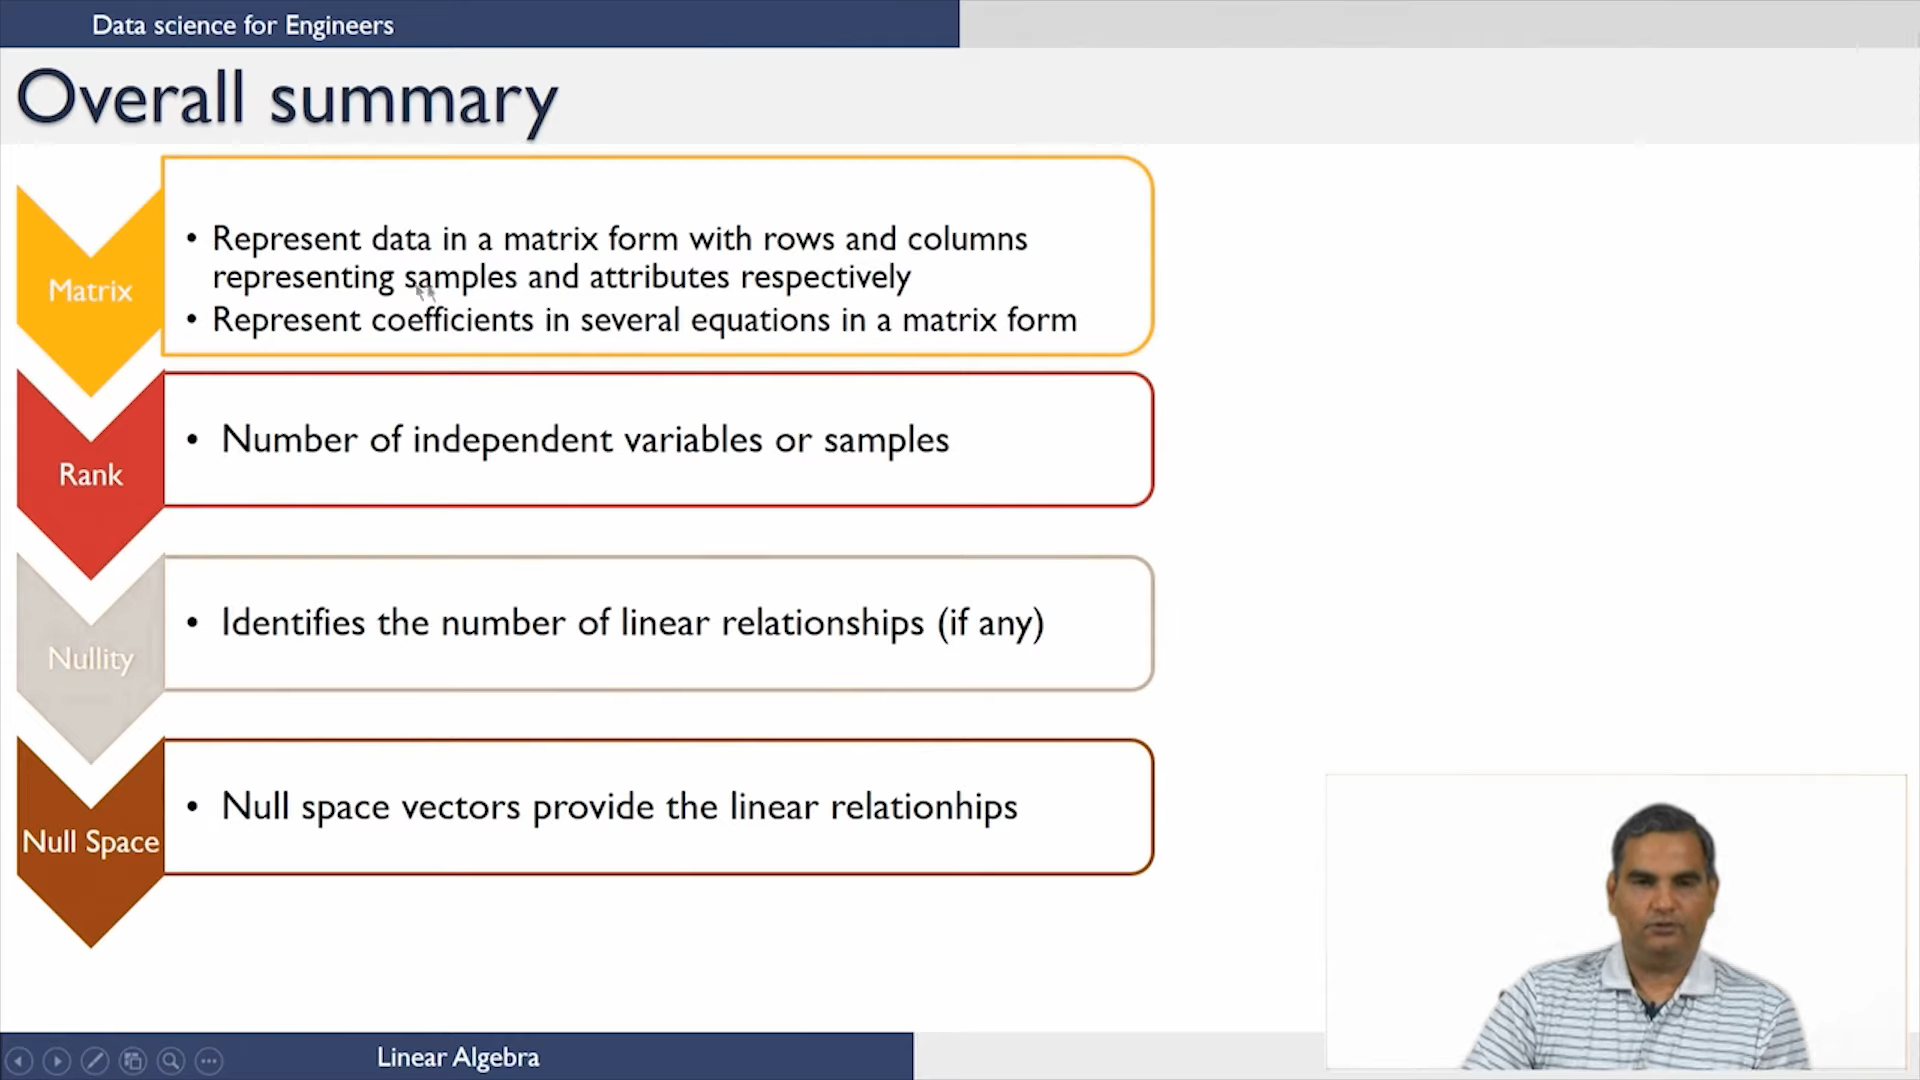 Data science for Engineers
Overall summary
Matrix
• Represent data in a matrix form with rows and columns
representing samples and attributes respectively
• Represent coefficients in several equations in a matrix form
Rank
• Number of independent variables or samples
Nullity
• Identifies the number of linear relationships (if any)
Null Space
• Null space vectors provide the linear relationhips
Linear Algebra